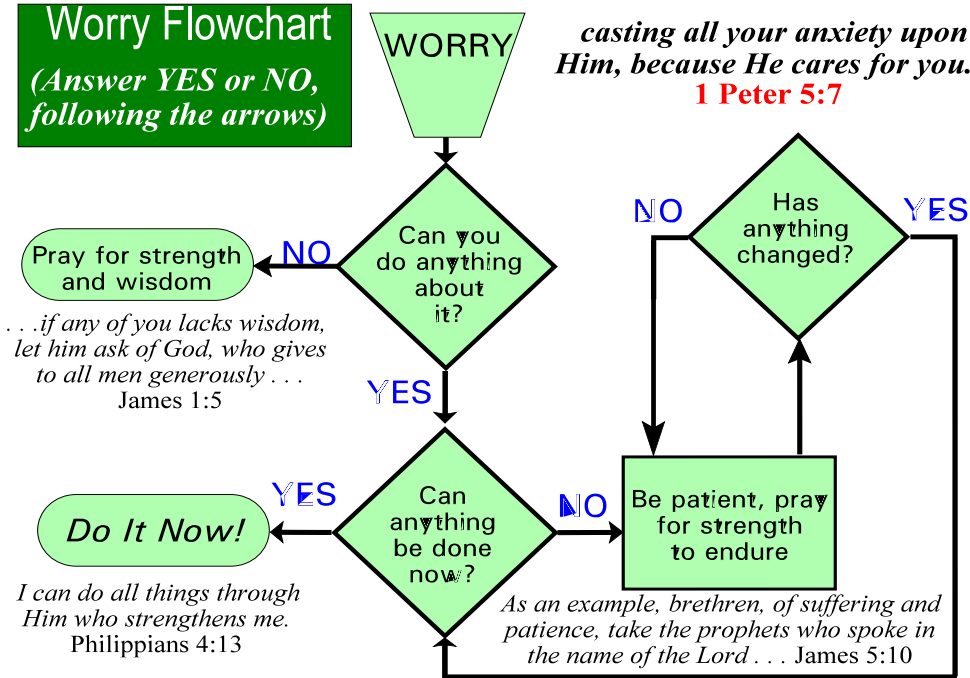 Worry Flowchart
(Answer YES or NO,
following the arrows)
WORRY
casting all your anxiety upon
Him, because He cares for you.
1 Peter 5:7
Can you
do anything
about
it?
NO
Pray for strength
and wisdom
. . .if any of you lacks wisdom,
let him ask of God, who gives
to all men generously . . .
James 1:5
YES
Can
anything
be done
now?
YES
Do It Now!
I can do all things through
Him who strengthens me.
Philippians 4:13
NO
Be patient, pray
for strength
to endure
As an example, brethren, of suffering and
patience, take the prophets who spoke in
the name of the Lord . . . James 5:10
Has
anything
changed?
NO
YES